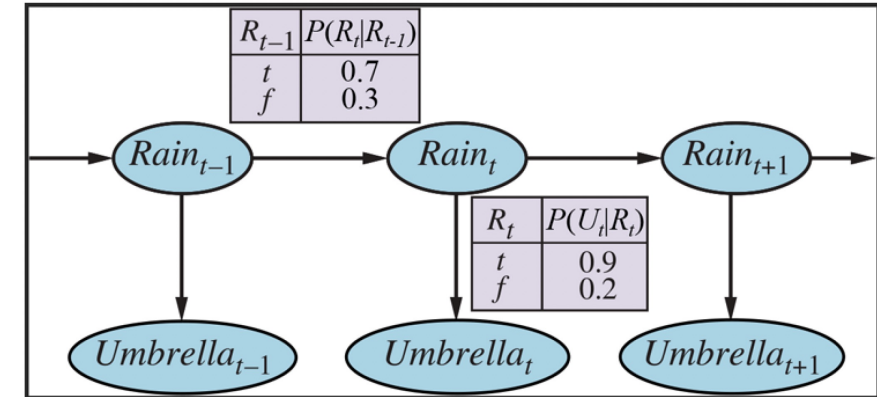 R_{t−1} P(R_t|R_{t-1})
t 0.7
f 0.3
Rain_{t−1} Rain_t Rain_{t+1}
R_t P(U_t|R_t)
t 0.9
f 0.2
Umbrella_{t−1} Umbrella_t Umbrella_{t+1}